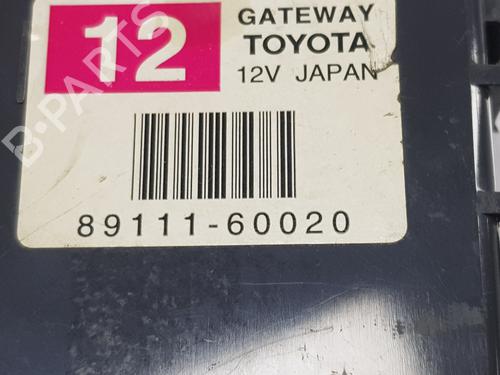 12
GATEWAY
TOYOTA
12V JAPAN
89111-60020
B-PARTS